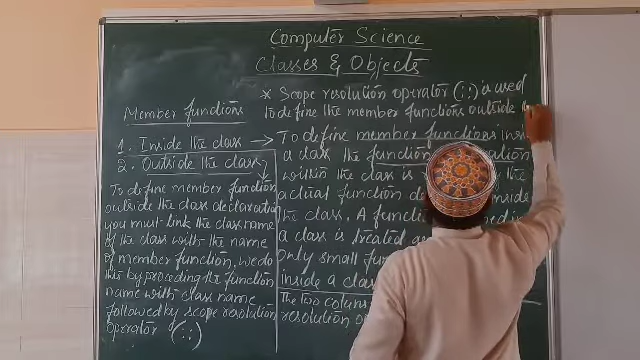 Computer Science
Classes & Objects
* Scope resolution operator (::) is used
to define the member functions outside
Member functions
1. Inside the class →
2. Outside the class
To define member function
outside the class declaration
you must link the class name
of the class with the name
of member function. We do
this by preceding the function
name with class name
followed by scope resolution
operator (::)
To define member functions
a class the function
within the class is the
actual function inside
the class. A
a class is treated
only small
inside a
The two
resolution